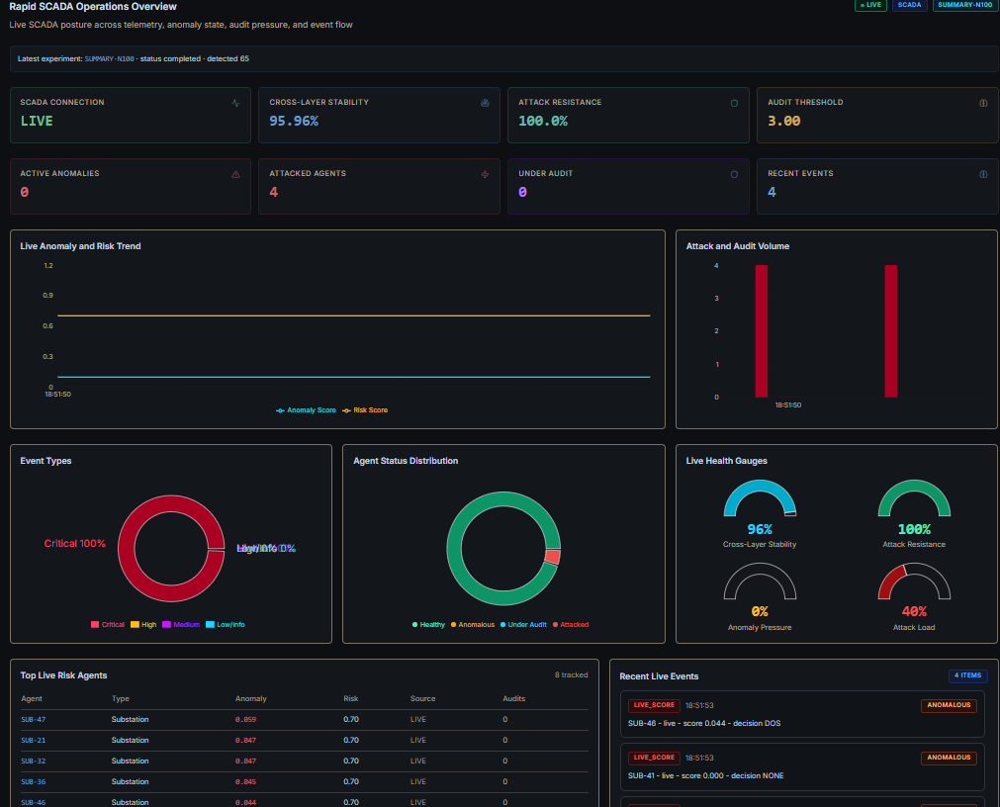 Rapid SCADA Operations Overview
LIVE SCADA SUMMARY-N100
Live SCADA posture across telemetry, anomaly state, audit pressure, and event flow
Latest experiment: SUMMARY-N100 · status completed · detected 65
SCADA CONNECTION
LIVE
CROSS-LAYER STABILITY
95.96%
ATTACK RESISTANCE
100.0%
AUDIT THRESHOLD
3.00
ACTIVE ANOMALIES
0
ATTACKED AGENTS
4
UNDER AUDIT
0
RECENT EVENTS
4
Live Anomaly and Risk Trend
1.2
0.9
0.6
0.3
0
18:51:50
Anomaly Score Risk Score
Attack and Audit Volume
4
3
2
1
0
18:51:50
Event Types
Critical 100%
Critical High Medium Low/Info
Agent Status Distribution
Healthy Anomalous Under Audit Attacked
Live Health Gauges
96%
Cross-Layer Stability
100%
Attack Resistance
0%
Anomaly Pressure
40%
Attack Load
Top Live Risk Agents 8 tracked
Agent Type Anomaly Risk Source Audits
SUB-47 Substation 0.059 0.70 LIVE 0
SUB-21 Substation 0.047 0.70 LIVE 0
SUB-32 Substation 0.047 0.70 LIVE 0
SUB-36 Substation 0.045 0.70 LIVE 0
SUB-46 Substation 0.044 0.70 LIVE 0
Recent Live Events 4 ITEMS
LIVE_SCORE 18:51:53 ANOMALOUS
SUB-46 - live - score 0.044 - decision DOS
LIVE_SCORE 18:51:53 ANOMALOUS
SUB-41 - live - score 0.000 - decision NONE